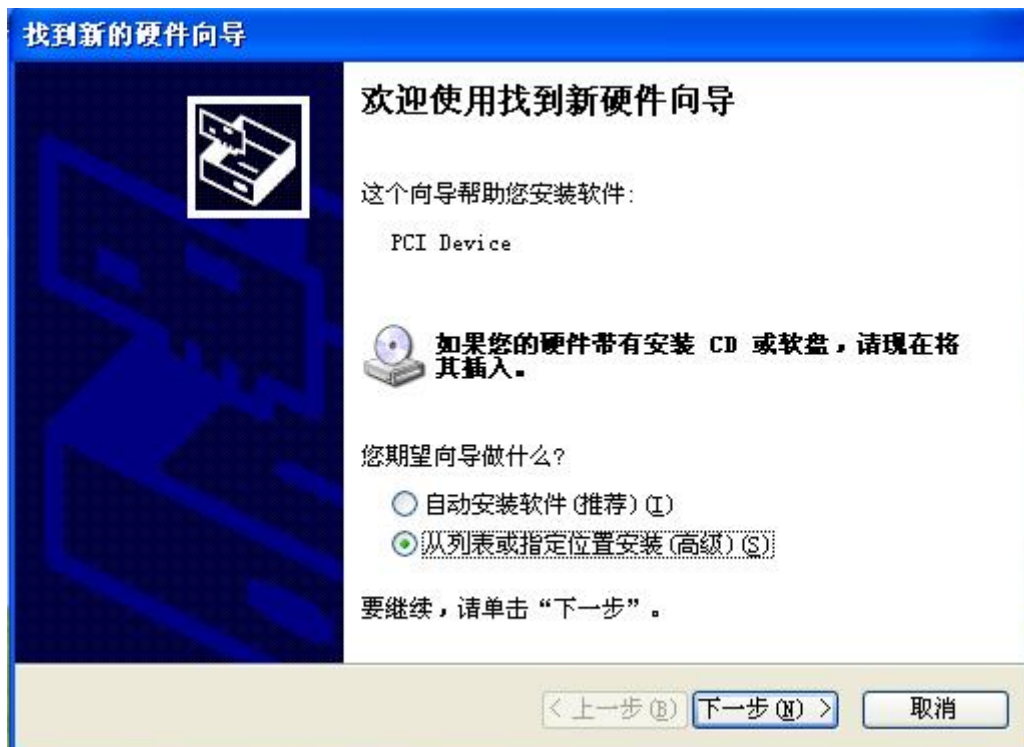 找到新的硬件向导
欢迎使用找到新硬件向导
这个向导帮助您安装软件:
PCI Device
如果您的硬件带有安装 CD 或软盘，请现在将
其插入。
您期望向导做什么?
自动安装软件(推荐)(I)
从列表或指定位置安装(高级)(S)
要继续，请单击“下一步”。
< 上一步(B) 下一步(N) > 取消